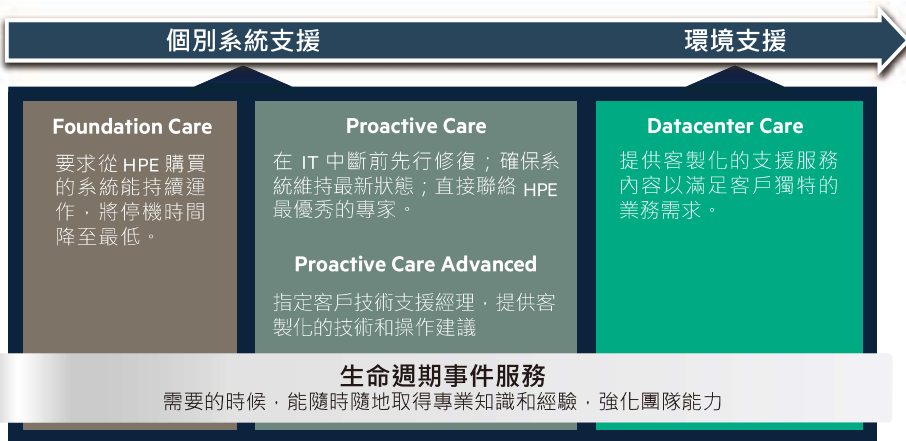 個別系統支援
環境支援
Foundation Care
要求從 HPE 購買
的系統能持續運
作，將停機時間
降至最低。
Proactive Care
在 IT 中斷前先行修復；確保系
統維持最新狀態；直接聯絡 HPE
最優秀的專家。
Proactive Care Advanced
指定客戶技術支援經理，提供客
製化的技術和操作建議
Datacenter Care
提供客製化的支援服務
內容以滿足客戶獨特的
業務需求。
生命週期事件服務
需要的時候，能隨時隨地取得專業知識和經驗，強化團隊能力